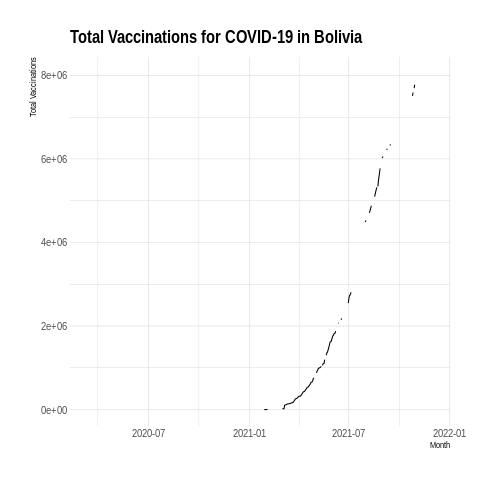 Total Vaccinations for COVID-19 in Bolivia
Total Vaccinations
8e+06
6e+06
4e+06
2e+06
0e+00
2020-07
2021-01
2021-07
2022-01
Month